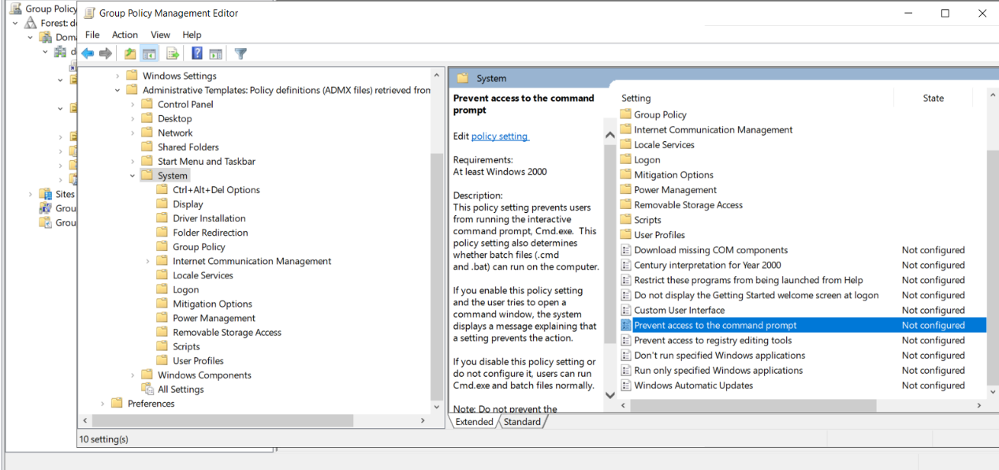 Group Policy
Forest: d
Dom
d
Sites
Grou
Grou
Group Policy Management Editor
File Action View Help
Windows Settings
Administrative Templates: Policy definitions (ADMX files) retrieved from
Control Panel
Desktop
Network
Shared Folders
Start Menu and Taskbar
System
Ctrl+Alt+Del Options
Display
Driver Installation
Folder Redirection
Group Policy
Internet Communication Management
Locale Services
Logon
Mitigation Options
Power Management
Removable Storage Access
Scripts
User Profiles
Windows Components
All Settings
Preferences
System
Prevent access to the command
prompt
Edit policy setting
Requirements:
At least Windows 2000
Description:
This policy setting prevents users
from running the interactive
command prompt, Cmd.exe. This
policy setting also determines
whether batch files (.cmd
and .bat) can run on the computer.
If you enable this policy setting
and the user tries to open a
command window, the system
displays a message explaining that
a setting prevents the action.
If you disable this policy setting or
do not configure it, users can run
Cmd.exe and batch files normally.
Note: Do not prevent the
Setting State
Group Policy
Internet Communication Management
Locale Services
Logon
Mitigation Options
Power Management
Removable Storage Access
Scripts
User Profiles
Download missing COM components Not configured
Century interpretation for Year 2000 Not configured
Restrict these programs from being launched from Help Not configured
Do not display the Getting Started welcome screen at logon Not configured
Custom User Interface Not configured
Prevent access to the command prompt Not configured
Prevent access to registry editing tools Not configured
Don't run specified Windows applications Not configured
Run only specified Windows applications Not configured
Windows Automatic Updates Not configured
Extended Standard
10 setting(s)